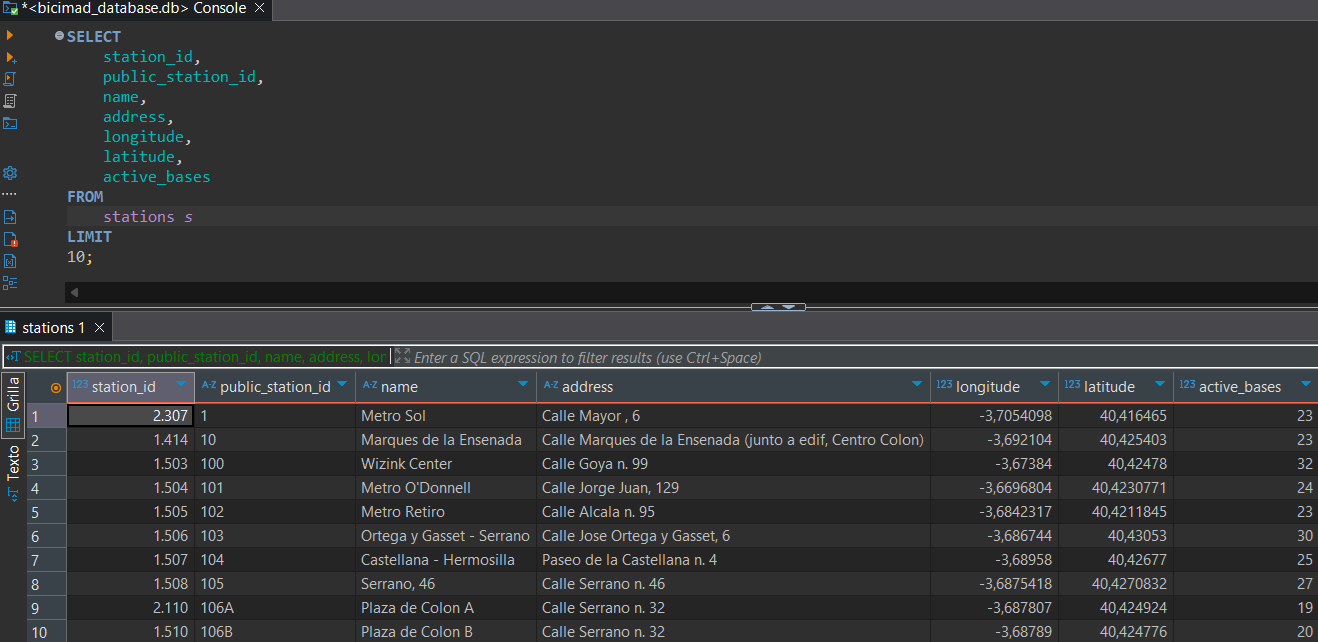 *<bicimad_database.db> Console
SELECT
station_id,
public_station_id,
name,
address,
longitude,
latitude,
active_bases
FROM
stations s
LIMIT
10;
stations 1
SELECT station_id, public_station_id, name, address, lor Enter a SQL expression to filter results (use Ctrl+Space)
Grilla
Texto
123 station_id A-Z public_station_id A-Z name A-Z address 123 longitude 123 latitude 123 active_bases
1 2.307 1 Metro Sol Calle Mayor , 6 -3,7054098 40,416465 23
2 1.414 10 Marques de la Ensenada Calle Marques de la Ensenada (junto a edif, Centro Colon) -3,692104 40,425403 23
3 1.503 100 Wizink Center Calle Goya n. 99 -3,67384 40,42478 32
4 1.504 101 Metro O'Donnell Calle Jorge Juan, 129 -3,6696804 40,4230771 24
5 1.505 102 Metro Retiro Calle Alcala n. 95 -3,6842317 40,4211845 23
6 1.506 103 Ortega y Gasset - Serrano Calle Jose Ortega y Gasset, 6 -3,686744 40,43053 30
7 1.507 104 Castellana - Hermosilla Paseo de la Castellana n. 4 -3,68958 40,42677 25
8 1.508 105 Serrano, 46 Calle Serrano n. 46 -3,6875418 40,4270832 27
9 2.110 106A Plaza de Colon A Calle Serrano n. 32 -3,687807 40,424924 19
10 1.510 106B Plaza de Colon B Calle Serrano n. 32 -3,68789 40,424776 20